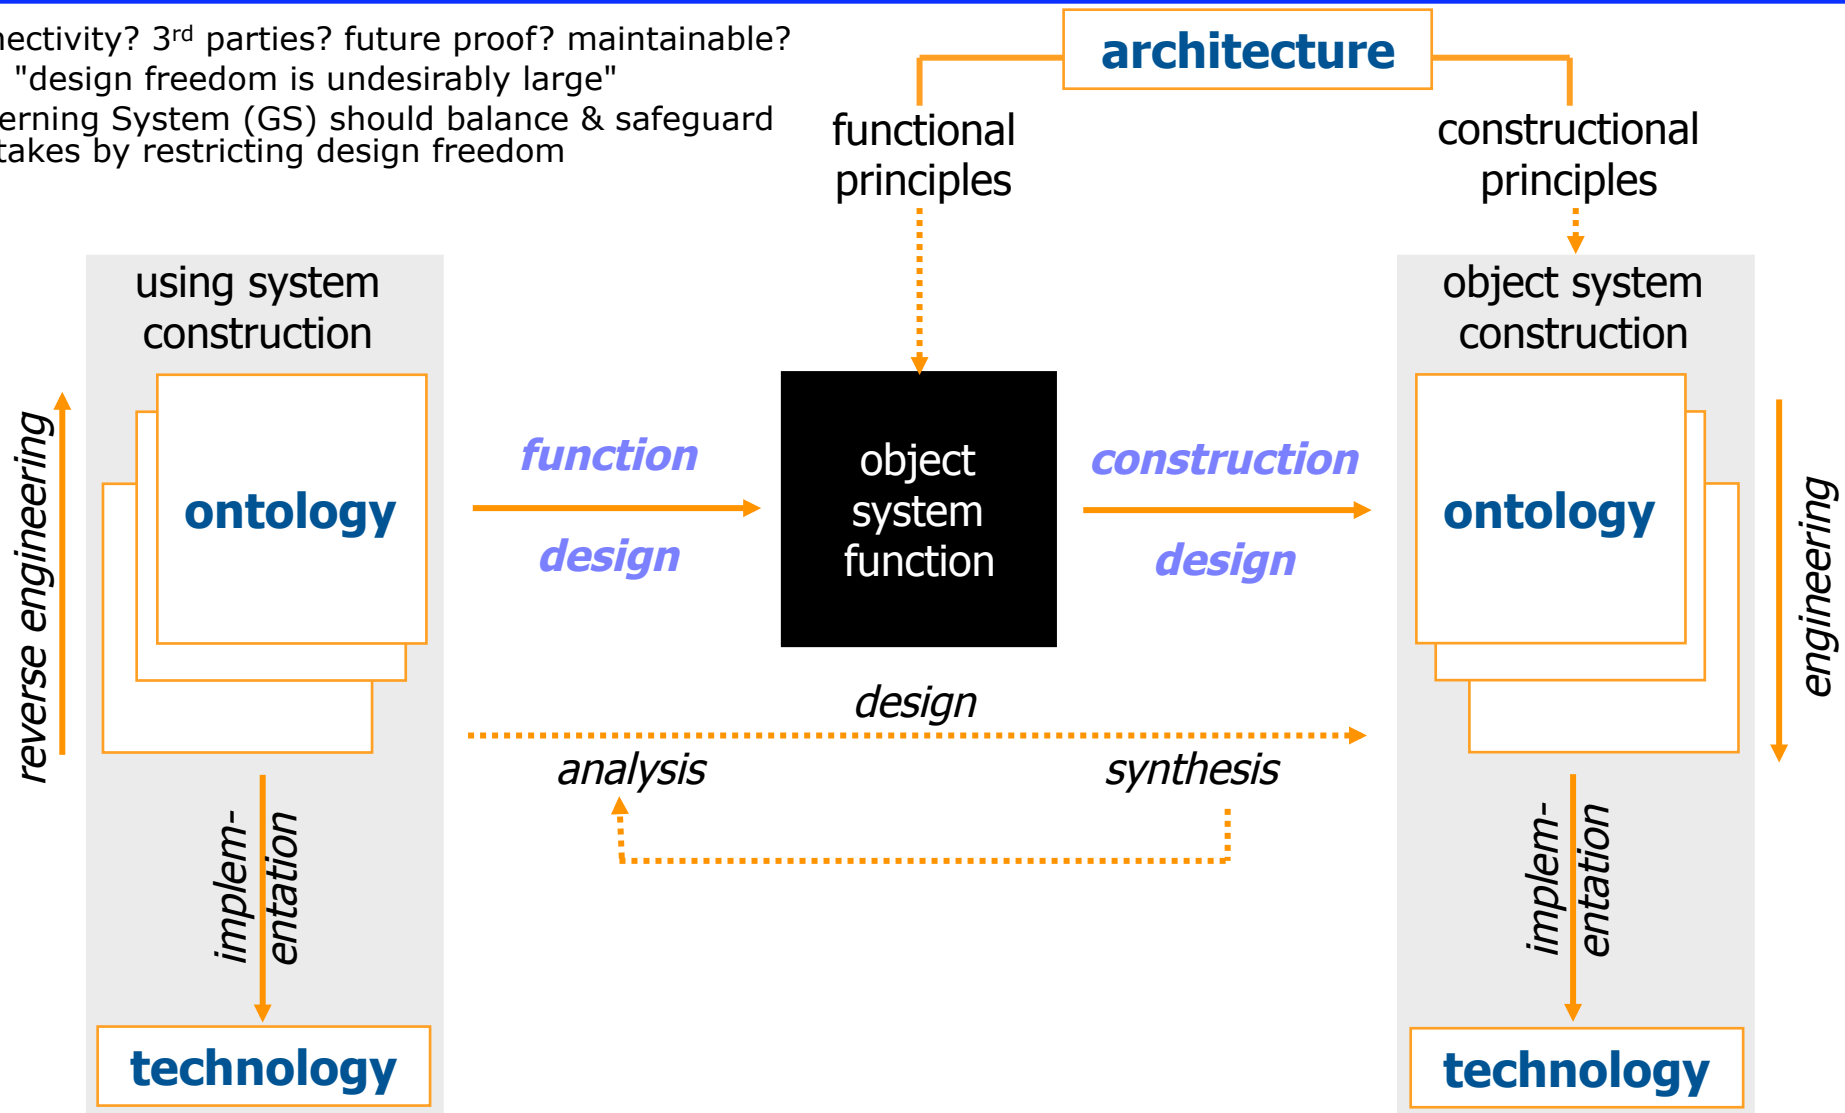 nectivity? 3rd parties? future proof? maintainable?
"design freedom is undesirably large"
erning System (GS) should balance & safeguard
takes by restricting design freedom
architecture
functional
principles
constructional
principles
using system
construction
object system
construction
reverse engineering
ontology
function
design
object
system
function
construction
design
ontology
engineering
design
analysis
synthesis
implem-
entation
implem-
entation
technology
technology